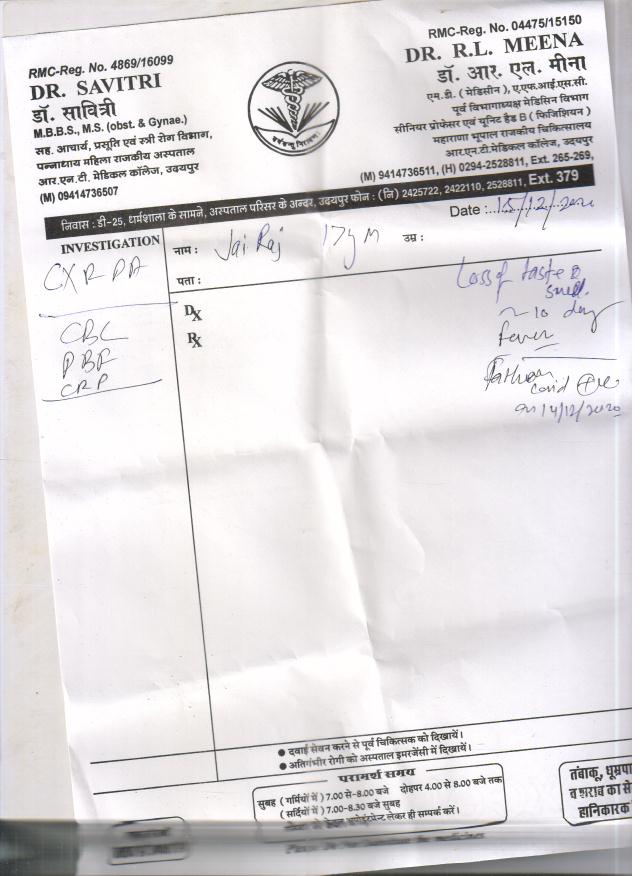 RMC-Reg. No. 4869/16099
DR. SAVITRI
डॉ. सावित्री
M.B.B.S., M.S. (obst. & Gynae.)
सह. आचार्य, प्रसूति एवं स्त्री रोग विभाग,
पन्नाधाय महिला राजकीय अस्पताल
आर.एन.टी. मेडिकल कॉलेज, उदयपुर
(M) 09414736507
RMC-Reg. No. 04475/15150
DR. R.L. MEENA
डॉ. आर. एल. मीना
एम.डी. ( मेडिसीन ), ए.एफ.आई.एस.सी.
पूर्व विभागाध्यक्ष मेडिसिन विभाग
सीनियर प्रोफेसर एवं यूनिट हैड B ( फिजिशियन )
महाराणा भूपाल राजकीय चिकित्सालय
आर.एन.टी.मेडिकल कॉलेज, उदयपुर
(M) 9414736511, (H) 0294-2528811, Ext. 265-269,
निवास : डी-25, धर्मशाला के सामने, अस्पताल परिसर के अन्दर, उदयपुर फोन : (नि) 2425722, 2422110, 2528811, Ext. 379
Date : 15/12/2020
INVESTIGATION
नाम : Jai Raj 17y M उम्र :
पता :
CXR PA
CBC
PBF
CRP
Dx
Rx
Loss of taste &
smell
~ 10 day
fever
Father
covid +ve
on 14/12/2020
● दवाई सेवन करने से पूर्व चिकित्सक को दिखायें।
● अतिगंभीर रोगी को अस्पताल इमरजेंसी में दिखायें।
परामर्श समय
सुबह ( गर्मियों में ) 7.00 से-8.00 बजे दोहपर 4.00 से 8.00 बजे तक
( सर्दियों में ) 7.00-8.30 बजे सुबह
लेकर ही सम्पर्क करें।
तंबाकू, धूम्रपा
व शराब का से
हानिकारक